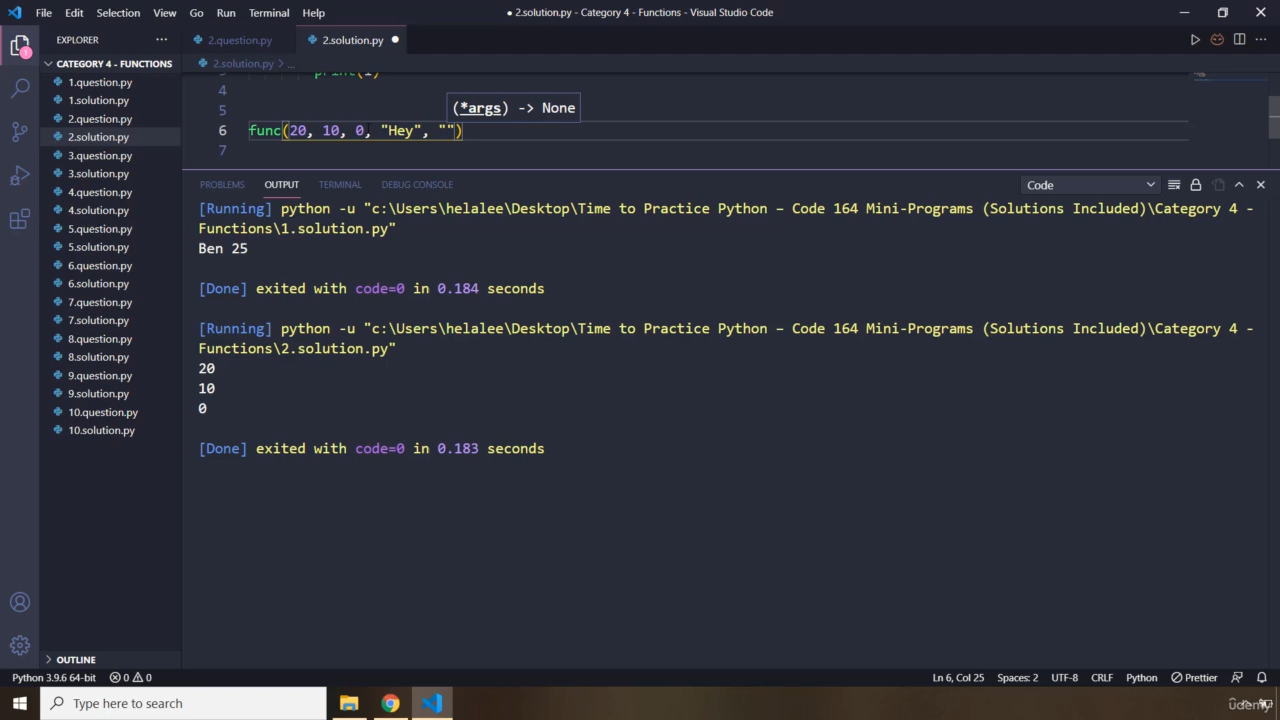 File Edit Selection View Go Run Terminal Help
● 2.solution.py - Category 4 - Functions - Visual Studio Code
EXPLORER
2.question.py
2.solution.py
CATEGORY 4 - FUNCTIONS
2.solution.py > ...
1.question.py
1.solution.py
2.question.py
2.solution.py
3.question.py
3.solution.py
4.question.py
4.solution.py
5.question.py
5.solution.py
6.question.py
6.solution.py
7.question.py
7.solution.py
8.question.py
8.solution.py
9.question.py
9.solution.py
10.question.py
10.solution.py
OUTLINE
3 print(i)
4
5
(*args) -> None
6 func(20, 10, 0, "Hey", "")
7
PROBLEMS OUTPUT TERMINAL DEBUG CONSOLE
Code
[Running] python -u "c:\Users\helalee\Desktop\Time to Practice Python – Code 164 Mini-Programs (Solutions Included)\Category 4 -
Functions\1.solution.py"
Ben 25
[Done] exited with code=0 in 0.184 seconds
[Running] python -u "c:\Users\helalee\Desktop\Time to Practice Python – Code 164 Mini-Programs (Solutions Included)\Category 4 -
Functions\2.solution.py"
20
10
0
[Done] exited with code=0 in 0.183 seconds
Python 3.9.6 64-bit 0 0
Ln 6, Col 25 Spaces: 2 UTF-8 CRLF Python Prettier
Type here to search
udemy